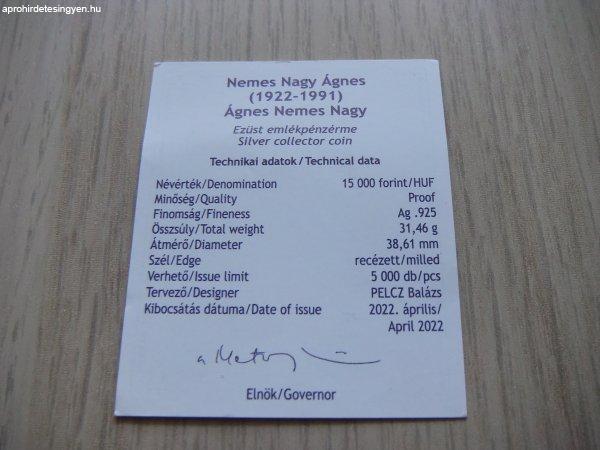 aprohirdetesingyen.hu
Nemes Nagy Ágnes
(1922-1991)
Ágnes Nemes Nagy
Ezüst emlékpénzérme
Silver collector coin
Technikai adatok/Technical data
Névérték/Denomination 15 000 forint/HUF
Minőség/Quality Proof
Finomság/Fineness Ag .925
Összsúly/Total weight 31,46 g
Átmérő/Diameter 38,61 mm
Szél/Edge recézett/milled
Verhető/Issue limit 5 000 db/pcs
Tervező/Designer PELCZ Balázs
Kibocsátás dátuma/Date of issue 2022. április/
April 2022
Elnök/Governor